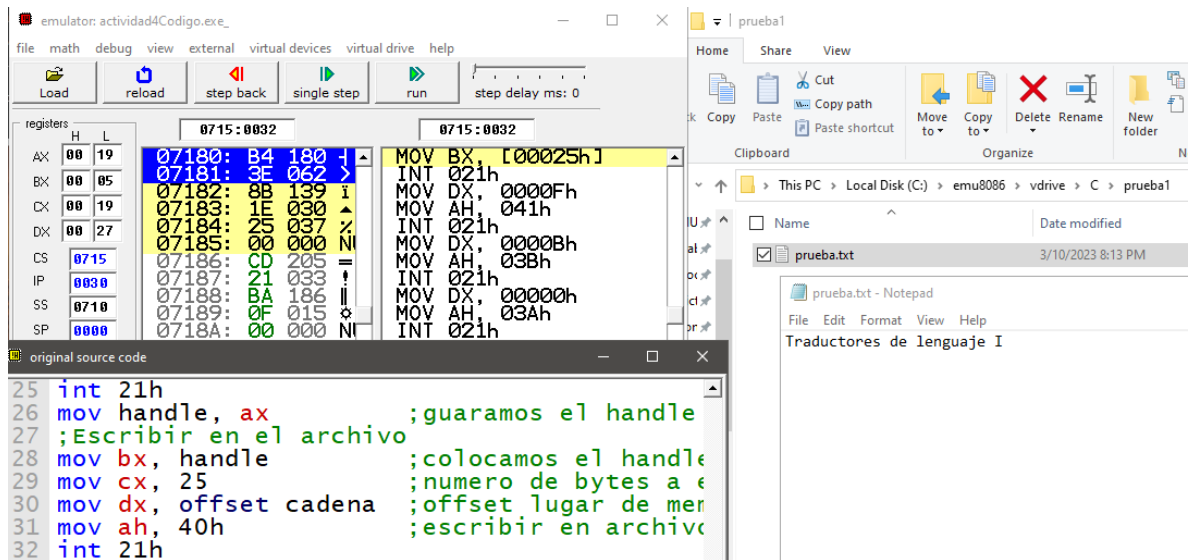 emulator: actividad4Codigo.exe_
file math debug view external virtual devices virtual drive help
Load reload step back single step run step delay ms: 0
registers H L
0715:0032 0715:0032
AX 00 19
BX 00 05
CX 00 19
DX 00 27
CS 0715
IP 0030
SS 0710
SP 0000
07180: B4 180 ┤
07181: 3E 062 >
07182: 8B 139 ï
07183: 1E 030 ▲
07184: 25 037 %
07185: 00 000 NU
07186: CD 205 ═
07187: 21 033 !
07188: BA 186 ║
07189: 0F 015 ☼
0718A: 00 000 NU
MOV BX, [00025h]
INT 021h
MOV DX, 0000Fh
MOV AH, 041h
INT 021h
MOV DX, 0000Bh
MOV AH, 03Bh
INT 021h
MOV DX, 00000h
MOV AH, 03Ah
INT 021h
original source code
25 int 21h
26 mov handle, ax ;guaramos el handle
27 ;Escribir en el archivo
28 mov bx, handle ;colocamos el handle
29 mov cx, 25 ;numero de bytes a e
30 mov dx, offset cadena ;offset lugar de mem
31 mov ah, 40h ;escribir en archivo
32 int 21h
prueba1
Home Share View
Copy Paste
Cut
Copy path
Paste shortcut
Move to
Copy to
Delete Rename
New folder
Clipboard Organize N
This PC > Local Disk (C:) > emu8086 > vdrive > C > prueba1
Name Date modified
prueba.txt 3/10/2023 8:13 PM
prueba.txt - Notepad
File Edit Format View Help
Traductores de lenguaje I